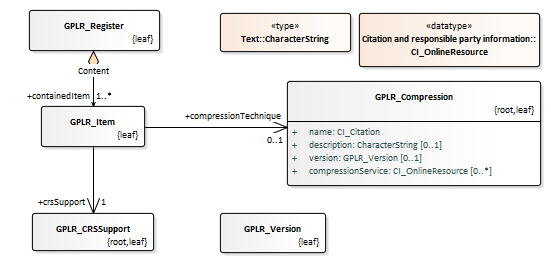 GPLR_Register
{leaf}
«type»
Text::CharacterString
«datatype»
Citation and responsible party information::
CI_OnlineResource
Content
+containedItem
1..*
GPLR_Item
{leaf}
+compressionTechnique
0..1
GPLR_Compression
{root,leaf}
+ name: CI_Citation
+ description: CharacterString [0..1]
+ version: GPLR_Version [0..1]
+ compressionService: CI_OnlineResource [0..*]
+crsSupport
1
GPLR_CRSSupport
{root,leaf}
GPLR_Version
{leaf}